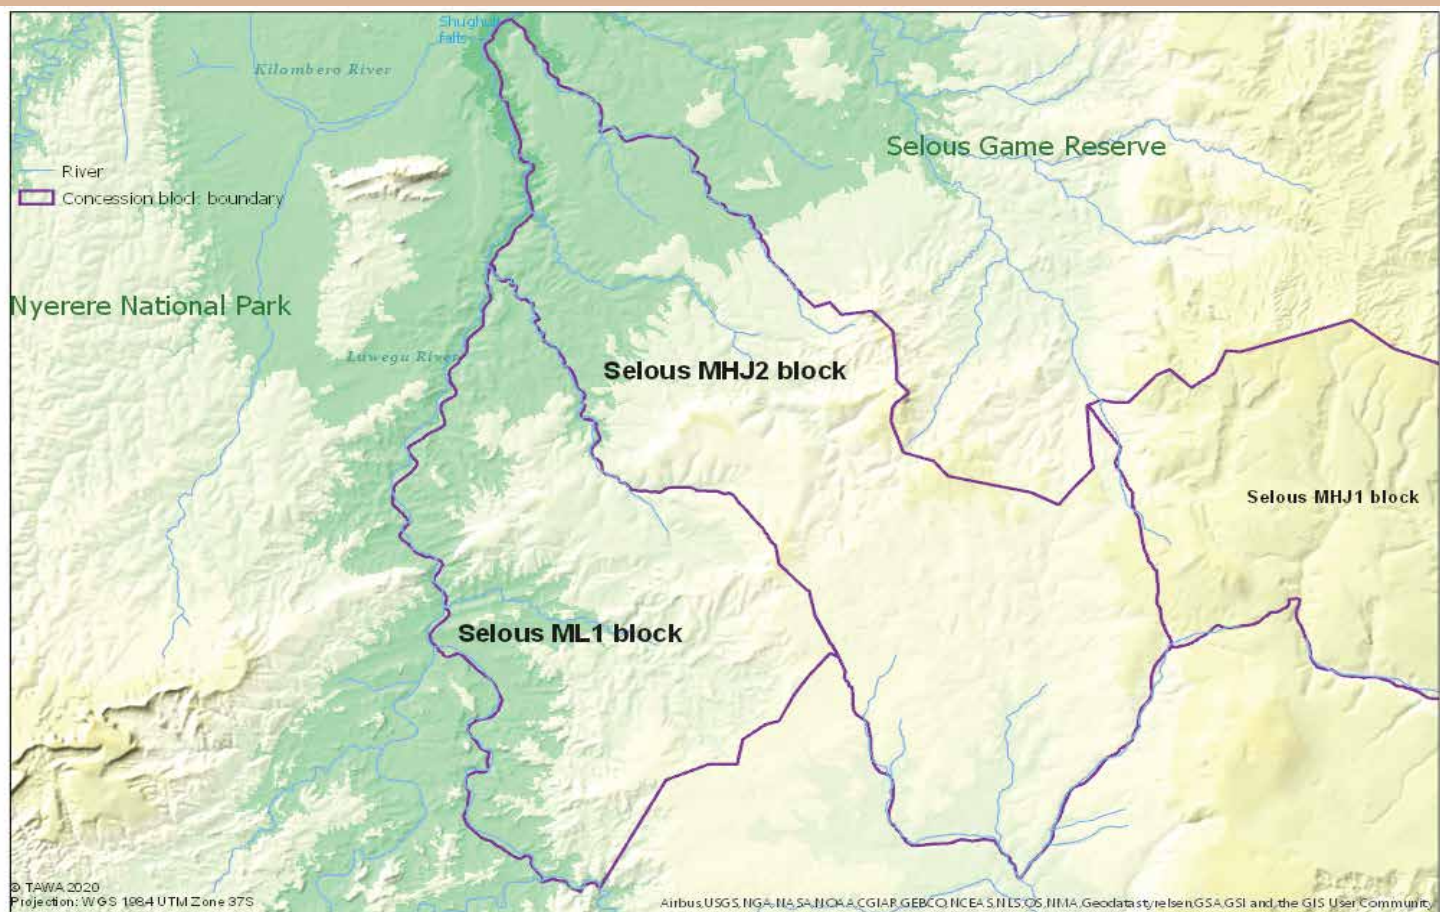 Shughuli
falls
Kilombero River
Selous Game Reserve
River
Concession block boundary
Nyerere National Park
Luwegu River
Selous MHJ2 block
Selous MHJ1 block
Selous ML1 block
© TAWA 2020
Projection: WGS 1984 UTM Zone 37S
Airbus,USGS,NGA,NASA,NOAA,CGIAR,GEBCO,NCEAS,NLS,OS,NMA,Geodatastyrelsen,GSA,GSI and the GIS User Community